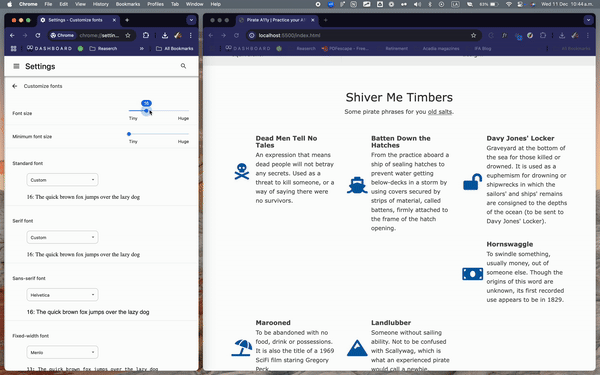 Chrome File Edit View History Bookmarks Profiles Tab Window Help
Wed 11 Dec 10:44 a.m.
Settings - Customize fonts
Chrome chrome://settin...
DASHBOARD Research All Bookmarks
Settings
Customize fonts
16
Font size
Tiny Huge
Minimum font size
Tiny Huge
Standard font
Custom
16: The quick brown fox jumps over the lazy dog
Serif font
Custom
16: The quick brown fox jumps over the lazy dog
Sans-serif font
Helvetica
16: The quick brown fox jumps over the lazy dog
Fixed-width font
Menlo
13: The quick brown fox jumps over the lazy dog
Pirate A11y | Practice your A1
localhost:5500/index.html
DASHBOARD Research PDFescape - Free... Retirement Acadia magazines PA Blog All Bookmarks
Shiver Me Timbers
Some pirate phrases for you old salts.
Dead Men Tell No
Tales
An expression that means
dead people will not betray
any secrets. Used as a
threat to kill someone, or a
way of saying there were
no survivors.
Batten Down the
Hatches
From the practice aboard a
ship of sealing hatches to
prevent water getting
below-decks in a storm by
using covers secured by
strips of material, called
battens, firmly attached to
the frame of the hatch
opening.
Davy Jones' Locker
Graveyard at the bottom of
the sea for those killed or
drowned. It is used as a
euphemism for drowning or
shipwrecks in which the
sailors' and ships' remains
are consigned to the depths
of the ocean (to be sent to
Davy Jones' Locker).
Hornswaggle
To swindle something,
usually money, out of
someone else. Though the
origins of this word are
unknown, its first recorded
use appears to be in 1829.
Marooned
To be abandoned with no
food, drink or possessions.
It is also the title of a 1969
SciFi film staring Gregory
Peck.
Landlubber
Someone without sailing
ability. Not to be confused
with Scallywag, which is
what an experienced pirate
would call a newbie.